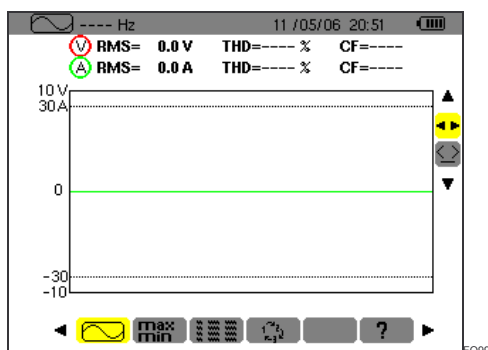 ---- Hz 11 /05/06 20:51
V RMS= 0.0 V THD=---- % CF=----
A RMS= 0.0 A THD=---- % CF=----
10 V
30 A
0
-30
-10
max
min
?